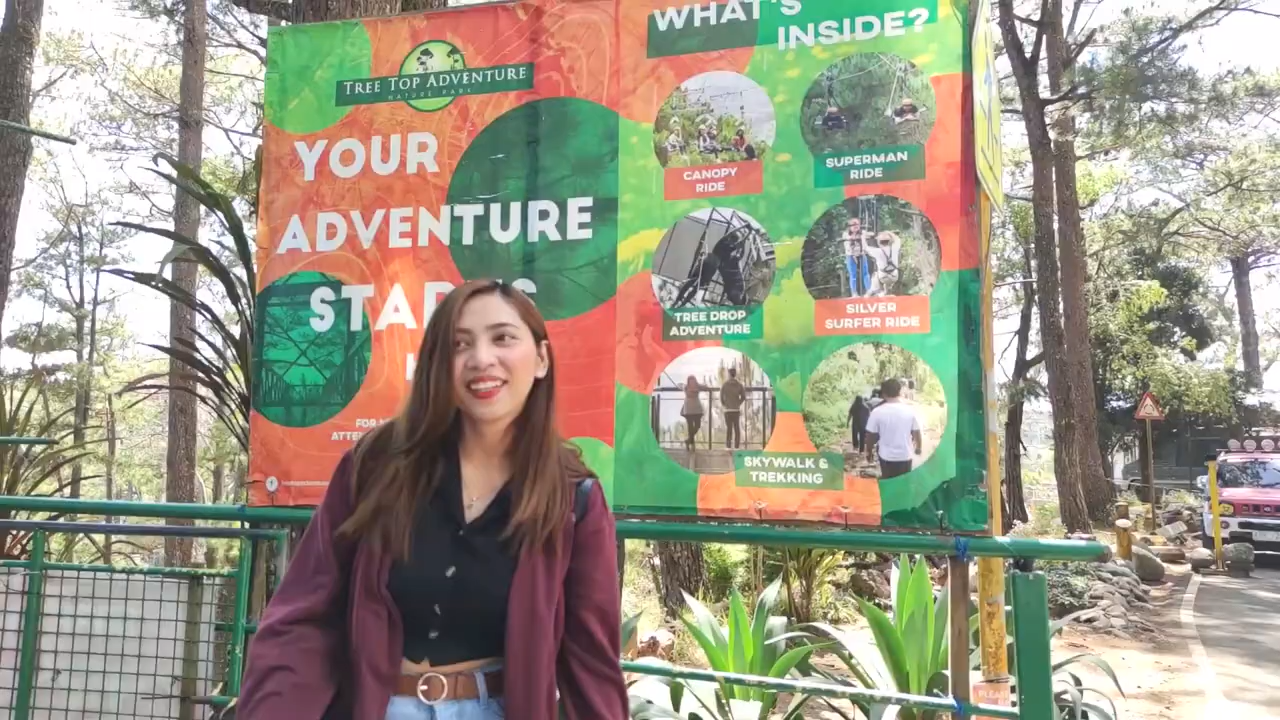 TREE TOP ADVENTURE
NATURE PARK
YOUR
ADVENTURE
WHAT'S
INSIDE?
CANOPY
RIDE
SUPERMAN
RIDE
TREE DROP
ADVENTURE
SILVER
SURFER RIDE
SKYWALK &
TREKKING